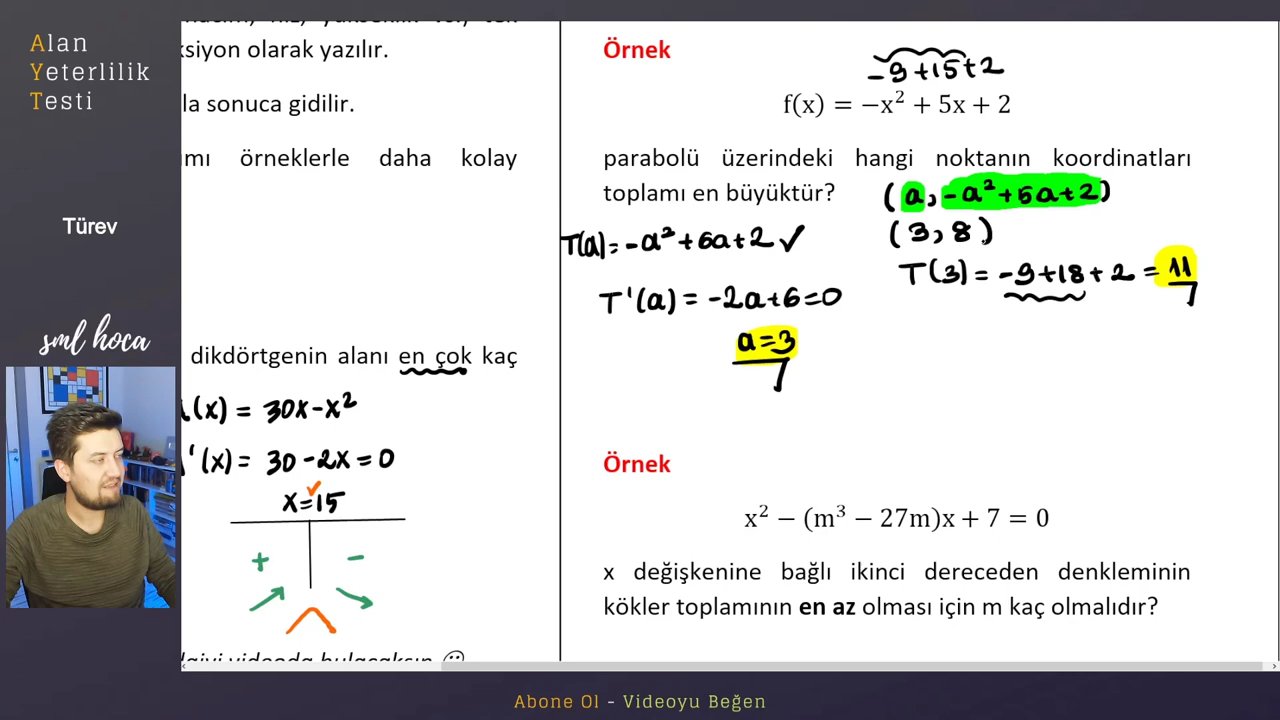 Alan
Yeterlilik
Testi
Türev
sml hoca
ksiyon olarak yazılır.
la sonuca gidilir.
ımı örneklerle daha kolay
dikdörtgenin alanı en çok kaç
A(x) = 30x-x²
A'(x) = 30-2x=0
x=15
+ -
Örnek
-9+15+2
f(x) = −x² + 5x + 2
parabolü üzerindeki hangi noktanın koordinatları
toplamı en büyüktür?
(a, -a²+5a+2)
(3, 8)
T(a)=-a²+6a+2 ✓
T(3) = -9+18+2 = 11
T'(a) = -2a+6=0
a=3
Örnek
x² − (m³ − 27m)x + 7 = 0
x değişkenine bağlı ikinci dereceden denkleminin
kökler toplamının en az olması için m kaç olmalıdır?
Abone Ol - Videoyu Beğen